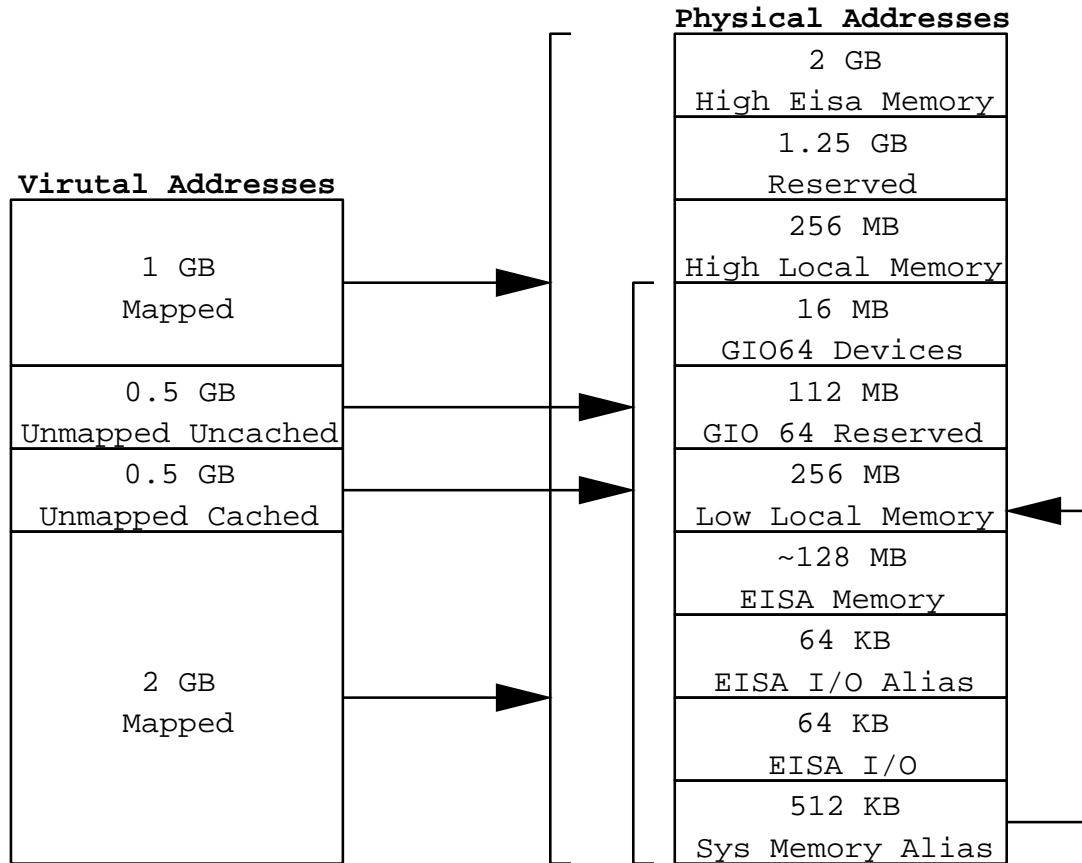 Physical Addresses
2 GB
High Eisa Memory
1.25 GB
Reserved
256 MB
High Local Memory
16 MB
GIO64 Devices
112 MB
GIO 64 Reserved
256 MB
Low Local Memory
~128 MB
EISA Memory
64 KB
EISA I/O Alias
64 KB
EISA I/O
512 KB
Sys Memory Alias
Virutal Addresses
1 GB
Mapped
0.5 GB
Unmapped Uncached
0.5 GB
Unmapped Cached
2 GB
Mapped